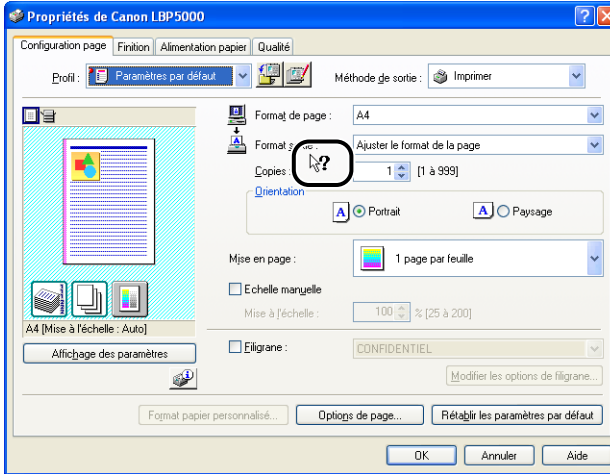 Propriétés de Canon LBP5000
Configuration page Finition Alimentation papier Qualité
Profil : Paramètres par défaut Méthode de sortie : Imprimer
Format de page : A4
Format sortie : Ajuster le format de la page
Copies : 1 [1 à 999]
?
Orientation
A Portrait A Paysage
Mise en page : 1 page par feuille
Echelle manuelle
Mise à l'échelle : 100 % [25 à 200]
A4 [Mise à l'échelle : Auto]
Affichage des paramètres
Filigrane : CONFIDENTIEL
Modifier les options de filigrane...
Format papier personnalisé... Options de page... Rétablir les paramètres par défaut
OK Annuler Aide